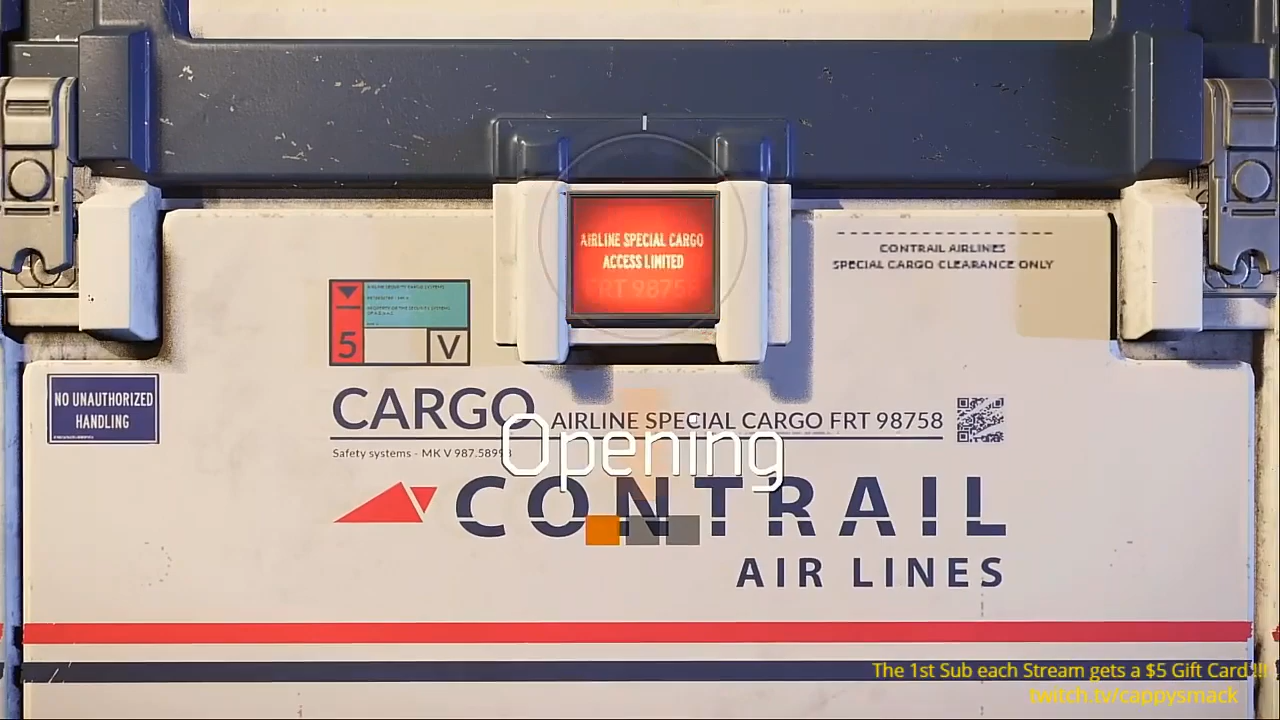 AIRLINE SPECIAL CARGO
ACCESS LIMITED
FRT 9875
CONTRAIL AIRLINES
SPECIAL CARGO CLEARANCE ONLY
5
V
NO UNAUTHORIZED
HANDLING
CARGO AIRLINE SPECIAL CARGO FRT 98758
Safety systems - MK V 987.5899
Opening
CONTRAIL
AIR LINES
The 1st Sub each Stream gets a $5 Gift Card !!!
twitch.tv/cappysmack